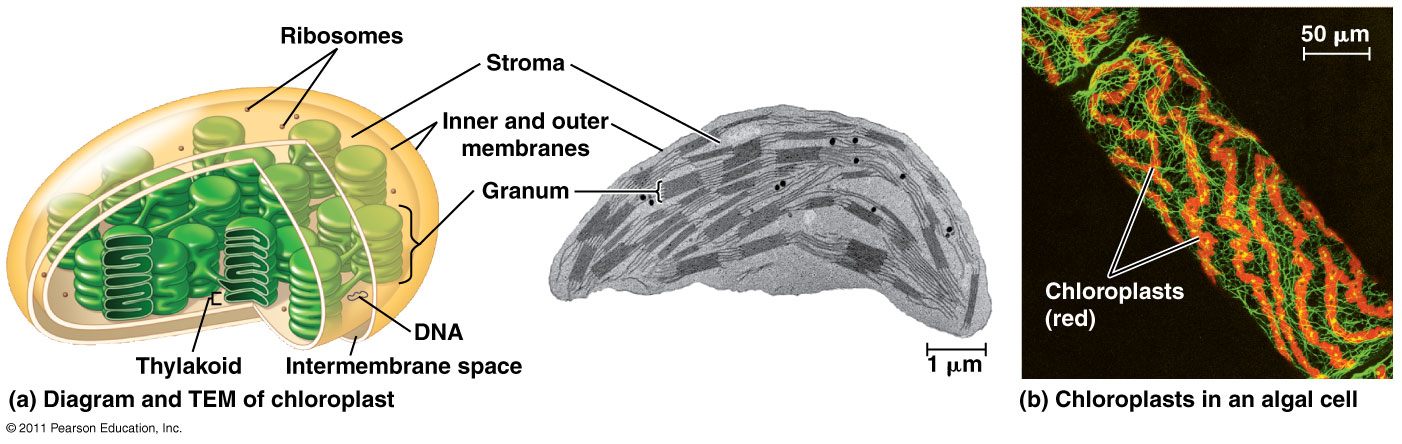 Ribosomes
Stroma
Inner and outer
membranes
Granum
DNA
Thylakoid
Intermembrane space
1 μm
(a) Diagram and TEM of chloroplast
© 2011 Pearson Education, Inc.
50 μm
Chloroplasts
(red)
(b) Chloroplasts in an algal cell